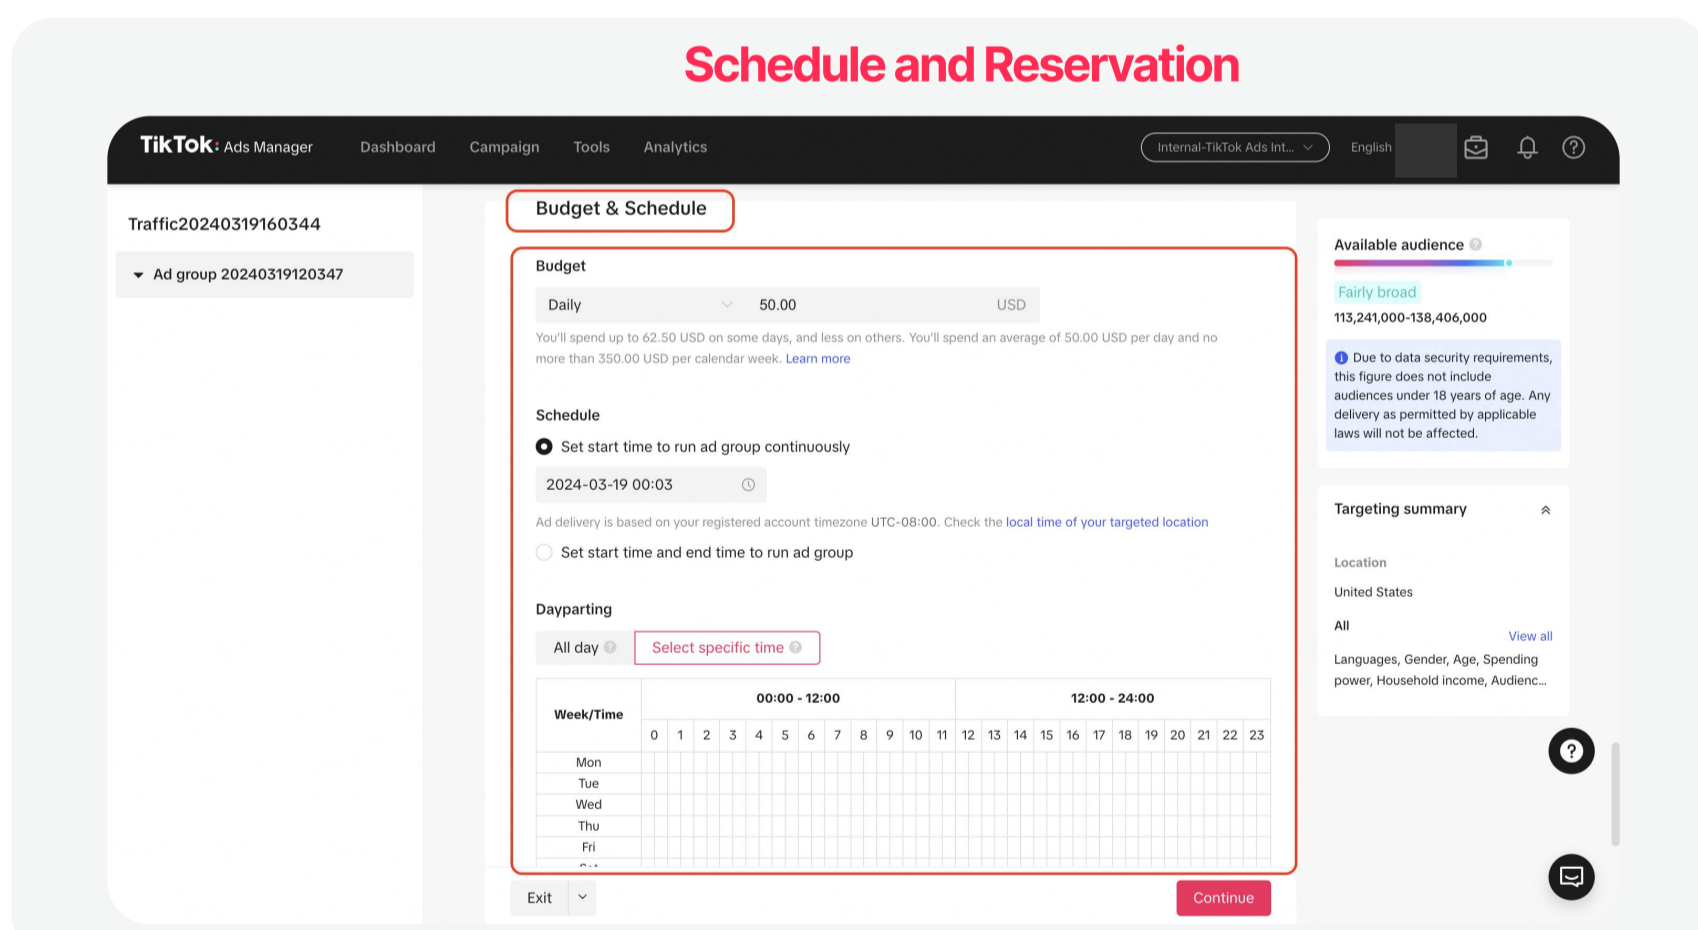 Schedule and Reservation
TikTok: Ads Manager
Dashboard
Campaign
Tools
Analytics
Internal-TikTok Ads Int...
English
Traffic20240319160344
Ad group 20240319120347
Budget & Schedule
Budget
Daily
50.00
USD
You'll spend up to 62.50 USD on some days, and less on others. You'll spend an average of 50.00 USD per day and no
more than 350.00 USD per calendar week. Learn more
Schedule
Set start time to run ad group continuously
2024-03-19 00:03
Ad delivery is based on your registered account timezone UTC-08:00. Check the local time of your targeted location
Set start time and end time to run ad group
Dayparting
All day
Select specific time
Week/Time
00:00 - 12:00
12:00 - 24:00
0 1 2 3 4 5 6 7 8 9 10 11 12 13 14 15 16 17 18 19 20 21 22 23
Mon
Tue
Wed
Thu
Fri
Exit
Continue
Available audience
Fairly broad
113,241,000-138,406,000
Due to data security requirements,
this figure does not include
audiences under 18 years of age. Any
delivery as permitted by applicable
laws will not be affected.
Targeting summary
Location
United States
All
View all
Languages, Gender, Age, Spending
power, Household income, Audienc...